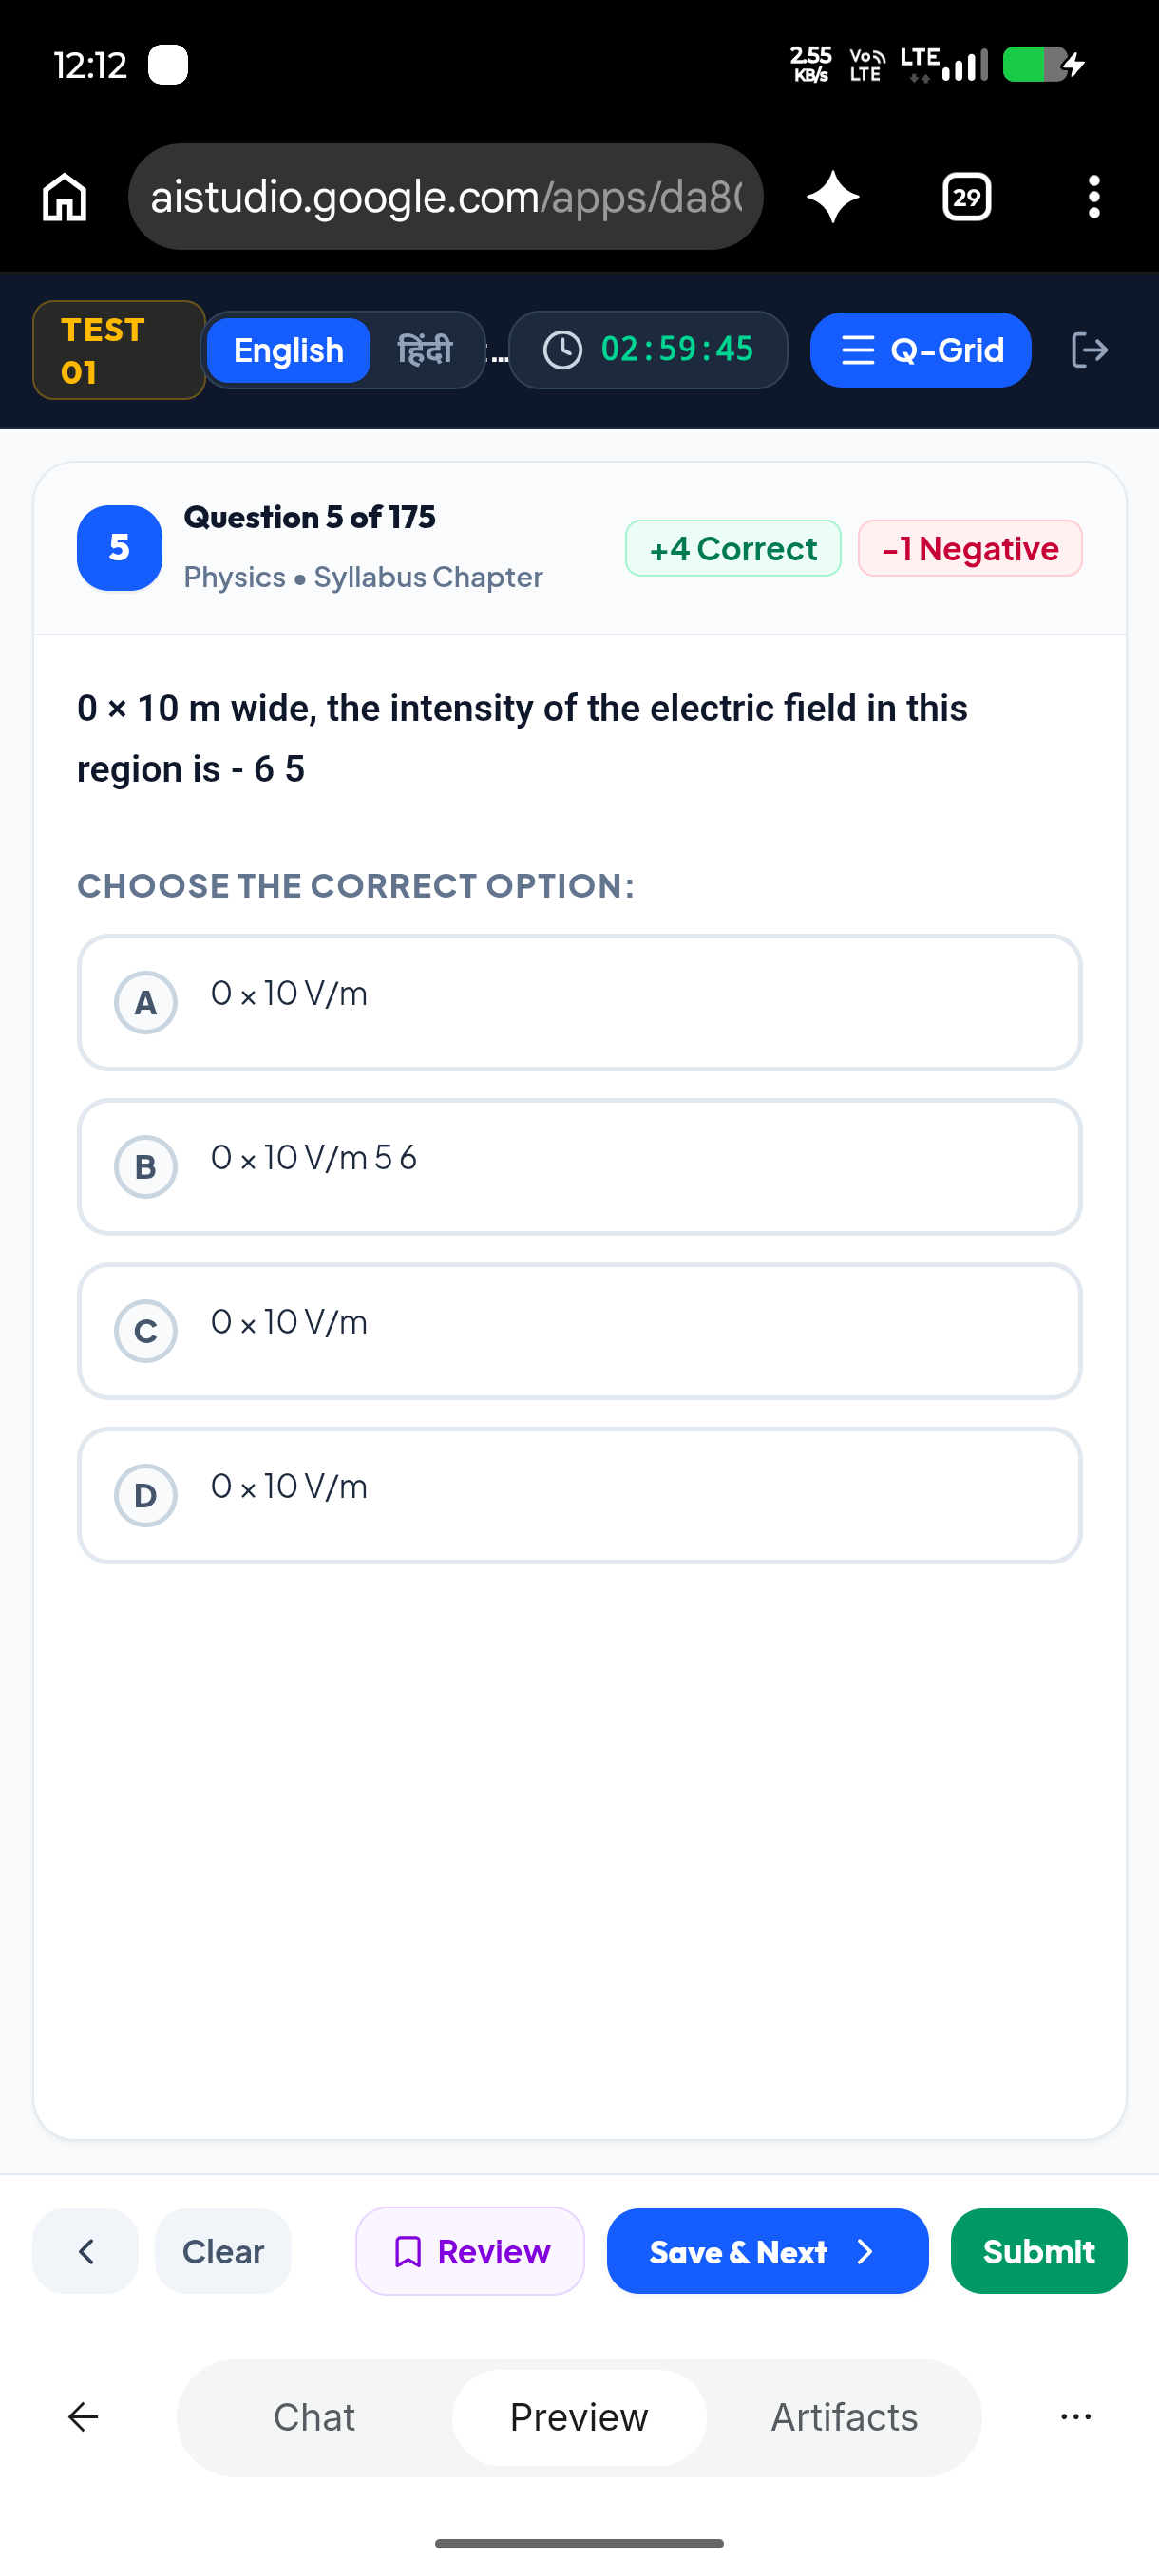 12:12
2.55
KB/s
Vo
LTE
LTE
aistudio.google.com/apps/da8
29
TEST
01
English
हिंदी
...
02:59:45
Q-Grid
5
Question 5 of 175
Physics • Syllabus Chapter
+4 Correct
-1 Negative
0 × 10 m wide, the intensity of the electric field in this
region is - 6 5
CHOOSE THE CORRECT OPTION:
A
0 × 10 V/m
B
0 × 10 V/m 5 6
C
0 × 10 V/m
D
0 × 10 V/m
Clear
Review
Save & Next
Submit
Chat
Preview
Artifacts